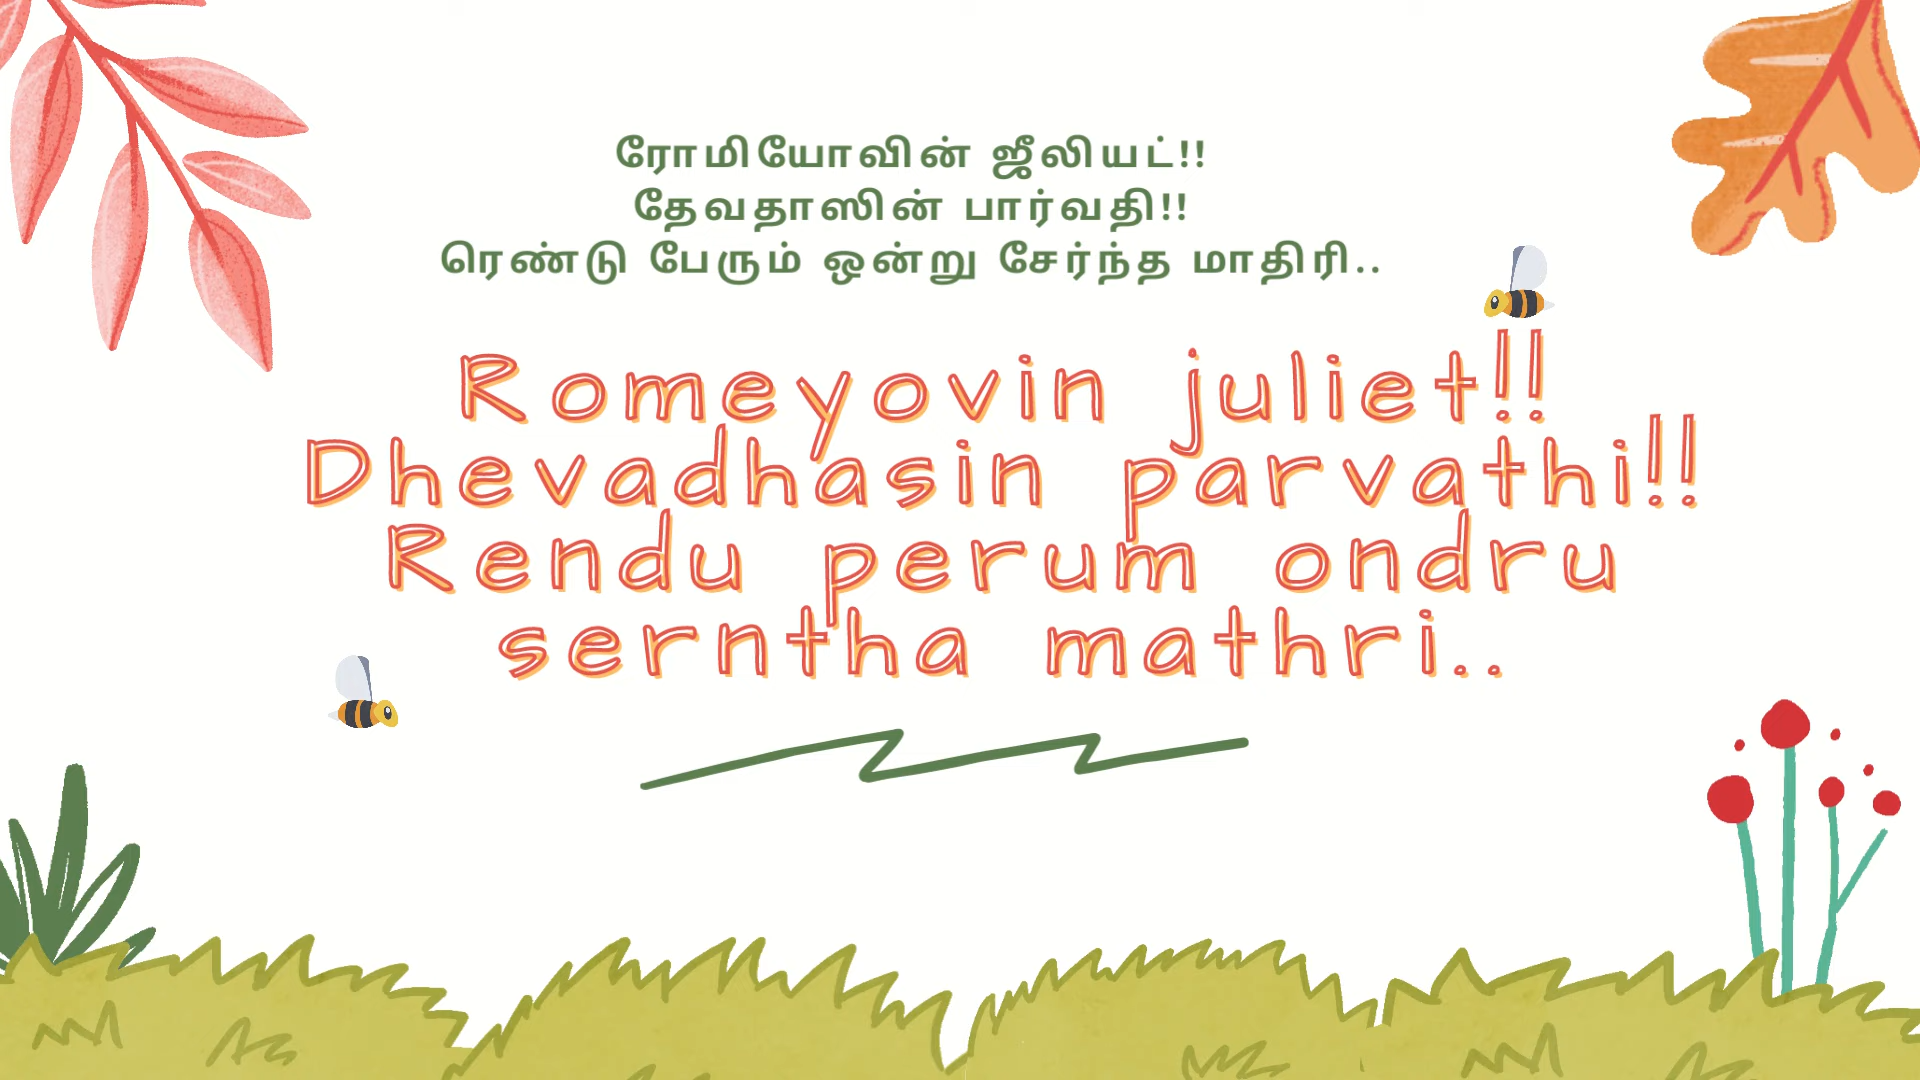 ரோமியோவின் ஜீலியட்!!
தேவதாஸின் பார்வதி!!
ரெண்டு பேரும் ஒன்று சேர்ந்த மாதிரி..
Romeyovin juliet!!
Dhevadhasin parvathi!!
Rendu perum ondru
serntha mathri..